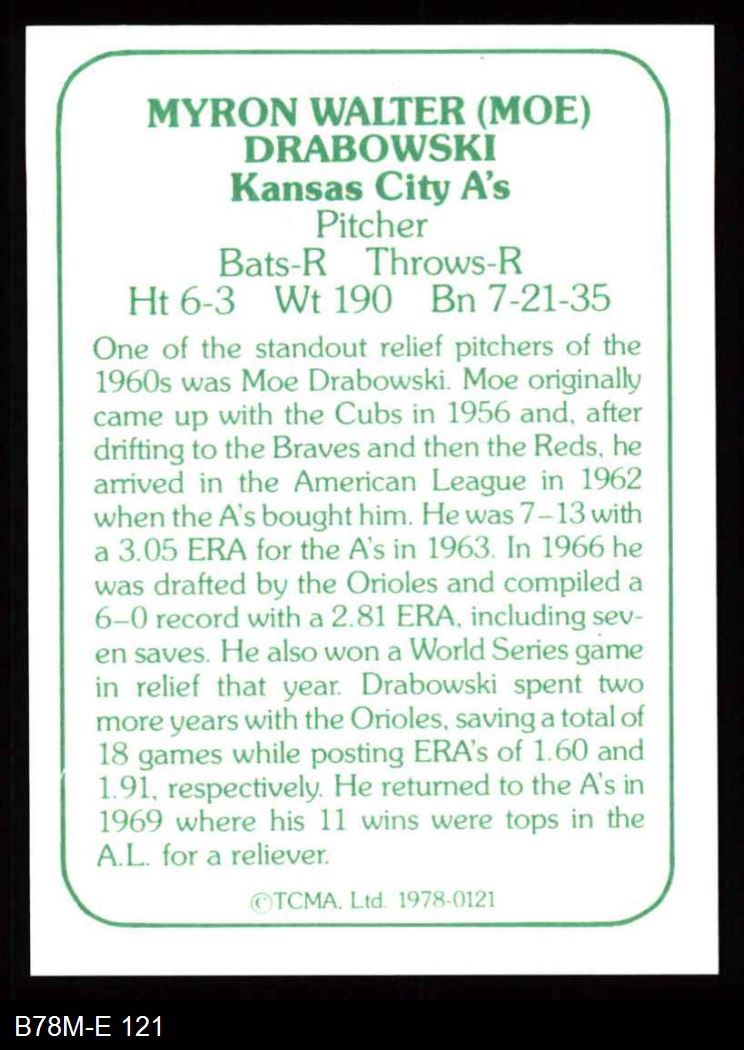 MYRON WALTER (MOE)
DRABOWSKI
Kansas City A's
Pitcher
Bats-R Throws-R
Ht 6-3 Wt 190 Bn 7-21-35
One of the standout relief pitchers of the
1960s was Moe Drabowski. Moe originally
came up with the Cubs in 1956 and, after
drifting to the Braves and then the Reds, he
arrived in the American League in 1962
when the A's bought him. He was 7–13 with
a 3.05 ERA for the A's in 1963. In 1966 he
was drafted by the Orioles and compiled a
6–0 record with a 2.81 ERA, including sev-
en saves. He also won a World Series game
in relief that year. Drabowski spent two
more years with the Orioles, saving a total of
18 games while posting ERA's of 1.60 and
1.91, respectively. He returned to the A's in
1969 where his 11 wins were tops in the
A.L. for a reliever.
©TCMA, Ltd. 1978-0121
B78M-E 121